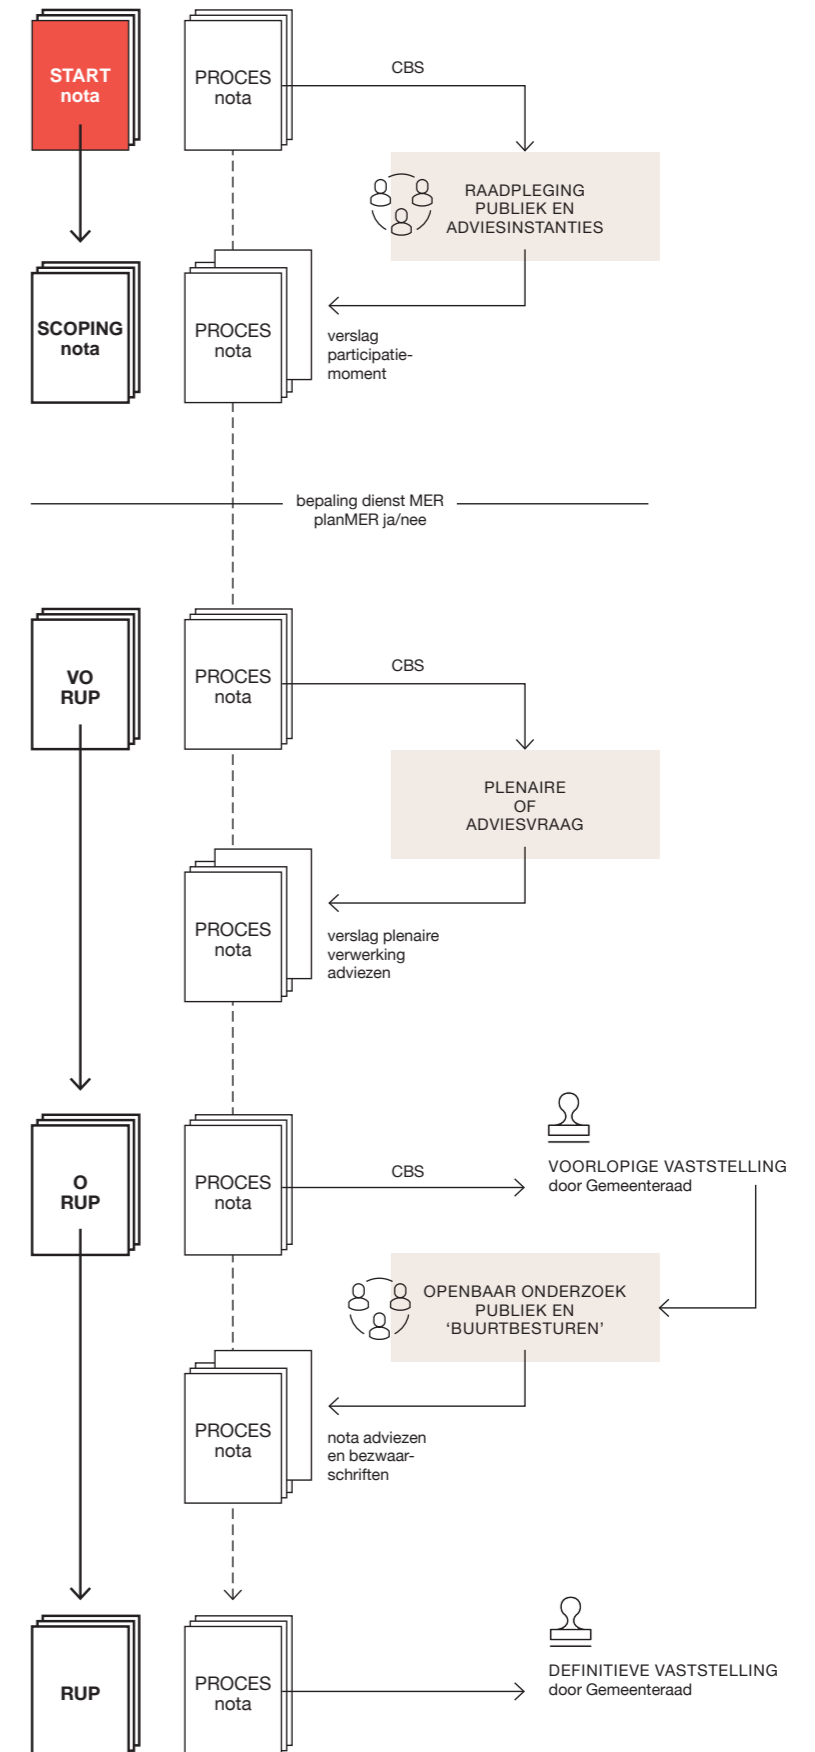 START
nota
PROCES
nota
CBS
RAADPLEGING
PUBLIEK EN
ADVIESINSTANTIES
SCOPING
nota
PROCES
nota
verslag
participatie-
moment
bepaling dienst MER
planMER ja/nee
VO
RUP
PROCES
nota
CBS
PLENAIRE
OF
ADVIESVRAAG
PROCES
nota
verslag plenaire
verwerking
adviezen
O
RUP
PROCES
nota
CBS
VOORLOPIGE VASTSTELLING
door Gemeenteraad
OPENBAAR ONDERZOEK
PUBLIEK EN
‘BUURTBESTUREN’
PROCES
nota
nota adviezen
en bezwaar-
schriften
RUP
PROCES
nota
DEFINITIEVE VASTSTELLING
door Gemeenteraad